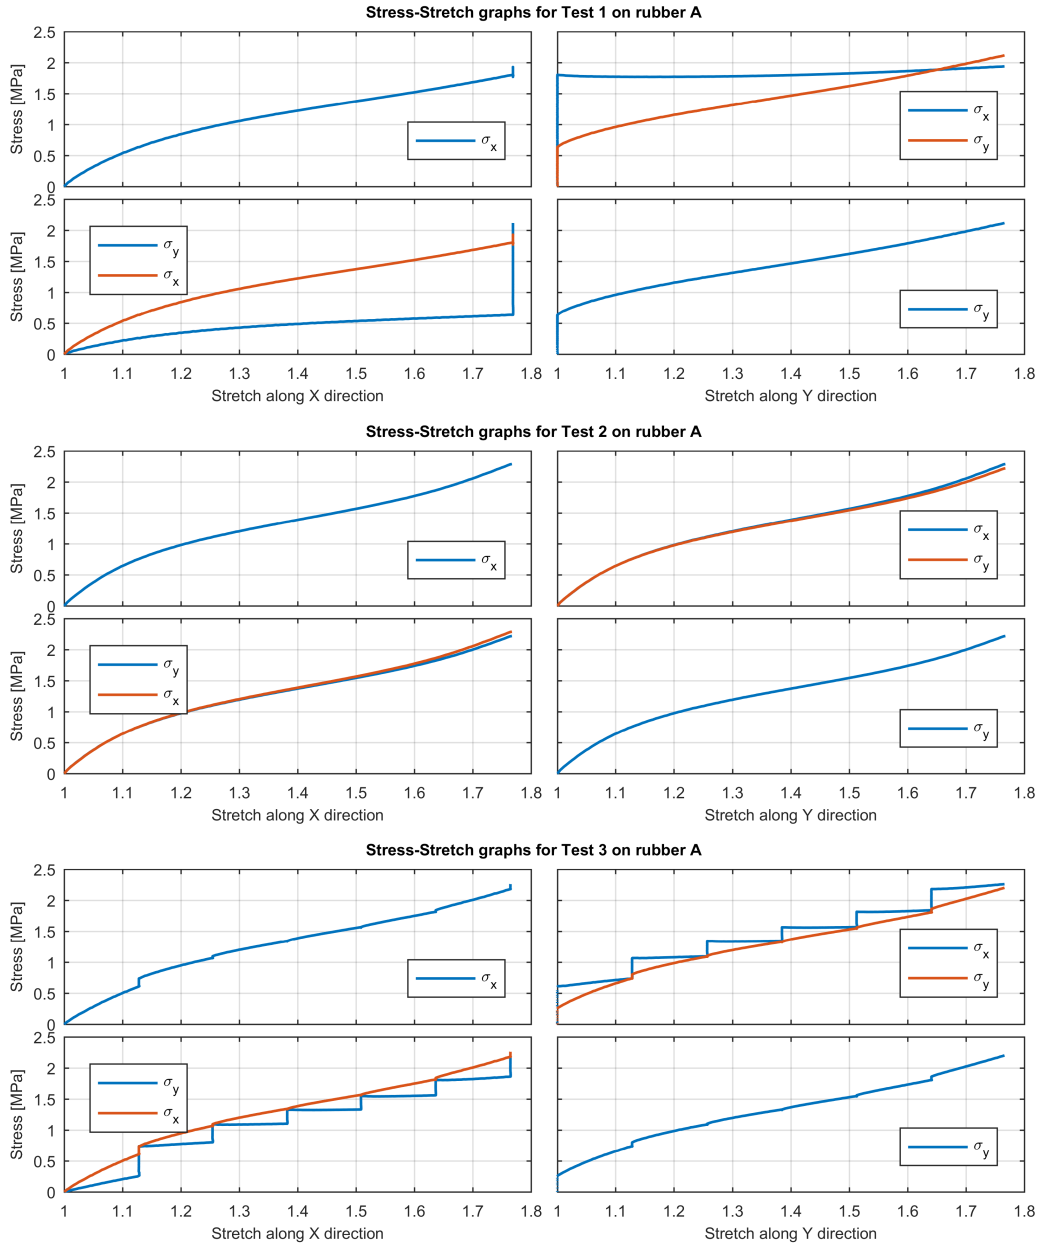 Stress-Stretch graphs for Test 1 on rubber A
2.5
2
1.5
1
0.5
0
Stress [MPa]
σx
σx
σy
2.5
2
1.5
1
0.5
0
Stress [MPa]
σy
σx
σy
1 1.1 1.2 1.3 1.4 1.5 1.6 1.7 1.8
Stretch along X direction
1 1.1 1.2 1.3 1.4 1.5 1.6 1.7 1.8
Stretch along Y direction
Stress-Stretch graphs for Test 2 on rubber A
2.5
2
1.5
1
0.5
0
Stress [MPa]
σx
σx
σy
2.5
2
1.5
1
0.5
0
Stress [MPa]
σy
σx
σy
1 1.1 1.2 1.3 1.4 1.5 1.6 1.7 1.8
Stretch along X direction
1 1.1 1.2 1.3 1.4 1.5 1.6 1.7 1.8
Stretch along Y direction
Stress-Stretch graphs for Test 3 on rubber A
2.5
2
1.5
1
0.5
0
Stress [MPa]
σx
σx
σy
2.5
2
1.5
1
0.5
0
Stress [MPa]
σy
σx
σy
1 1.1 1.2 1.3 1.4 1.5 1.6 1.7 1.8
Stretch along X direction
1 1.1 1.2 1.3 1.4 1.5 1.6 1.7 1.8
Stretch along Y direction